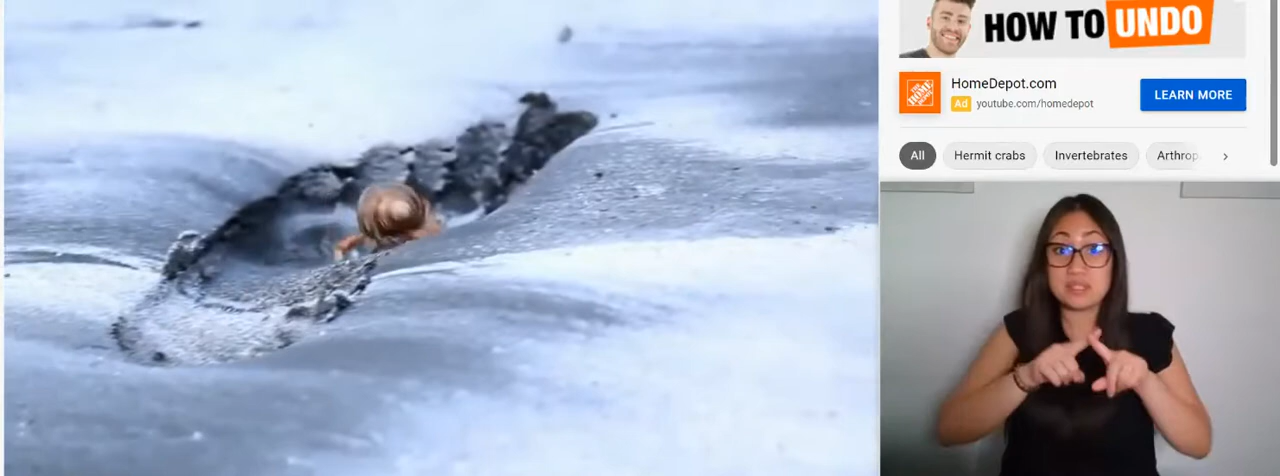 HOW TO UNDO
HomeDepot.com
LEARN MORE
Ad youtube.com/homedepot
All
Hermit crabs
Invertebrates
Arthrop